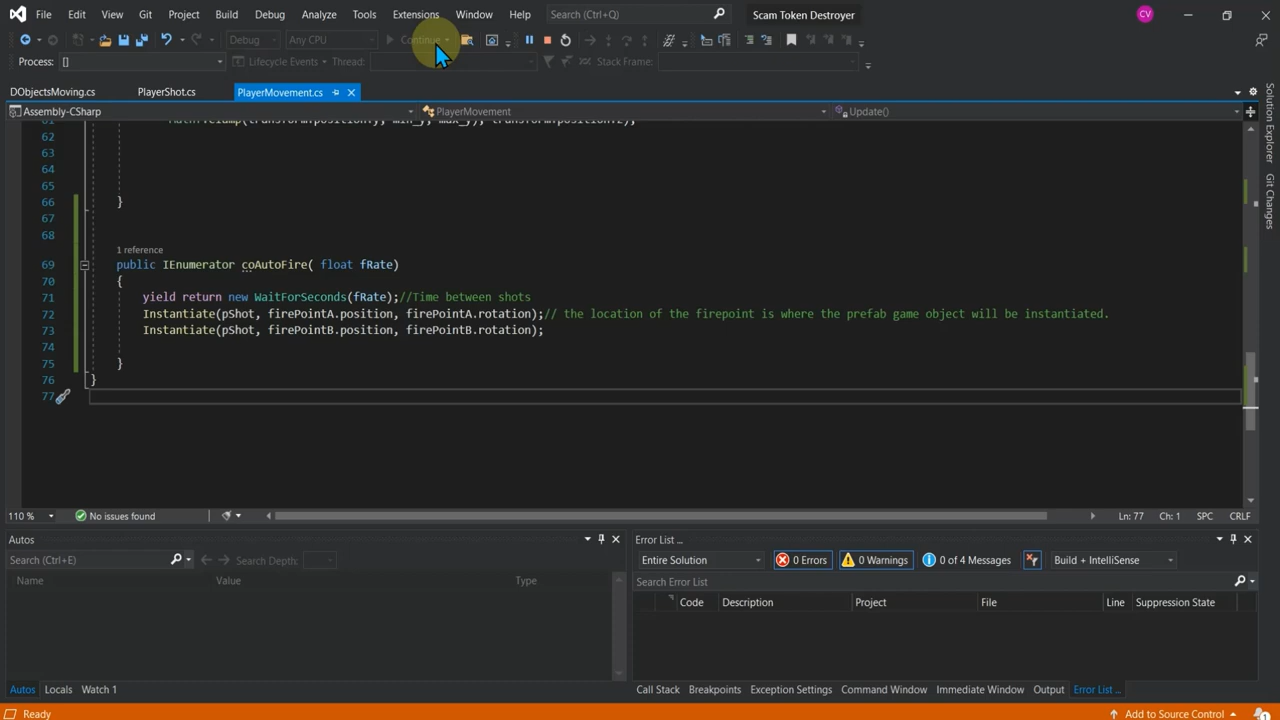 File Edit View Git Project Build Debug Analyze Tools Extensions Window Help Search (Ctrl+Q) Scam Token Destroyer CV
Debug Any CPU Continue
Process: [] Lifecycle Events Thread: Stack Frame:
DObjectsMoving.cs PlayerShot.cs PlayerMovement.cs
Assembly-CSharp PlayerMovement Update()
62
63
64
65
66 }
67
68
1 reference
69 public IEnumerator coAutoFire( float fRate)
70 {
71 yield return new WaitForSeconds(fRate);//Time between shots
72 Instantiate(pShot, firePointA.position, firePointA.rotation);// the location of the firepoint is where the prefab game object will be instantiated.
73 Instantiate(pShot, firePointB.position, firePointB.rotation);
74
75 }
76 }
77
110 % No issues found Ln: 77 Ch: 1 SPC CRLF
Autos
Search (Ctrl+E) Search Depth:
Name Value Type
Error List ...
Entire Solution 0 Errors 0 Warnings 0 of 4 Messages Build + IntelliSense
Search Error List
Code Description Project File Line Suppression State
Autos Locals Watch 1
Call Stack Breakpoints Exception Settings Command Window Immediate Window Output Error List ...
Ready Add to Source Control
Solution Explorer
Git Changes